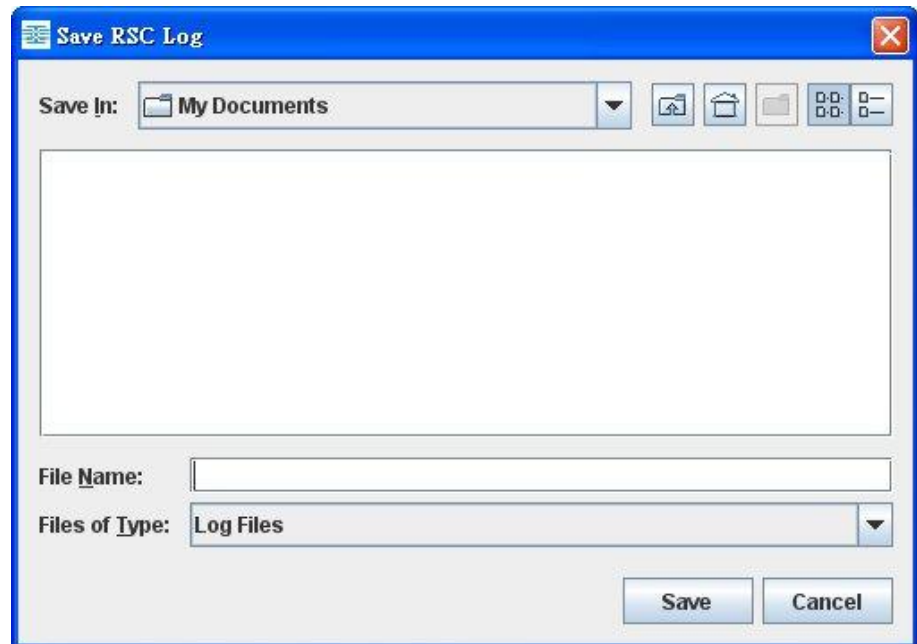 Save RSC Log
Save In: My Documents
File Name:
Files of Type: Log Files
Save Cancel